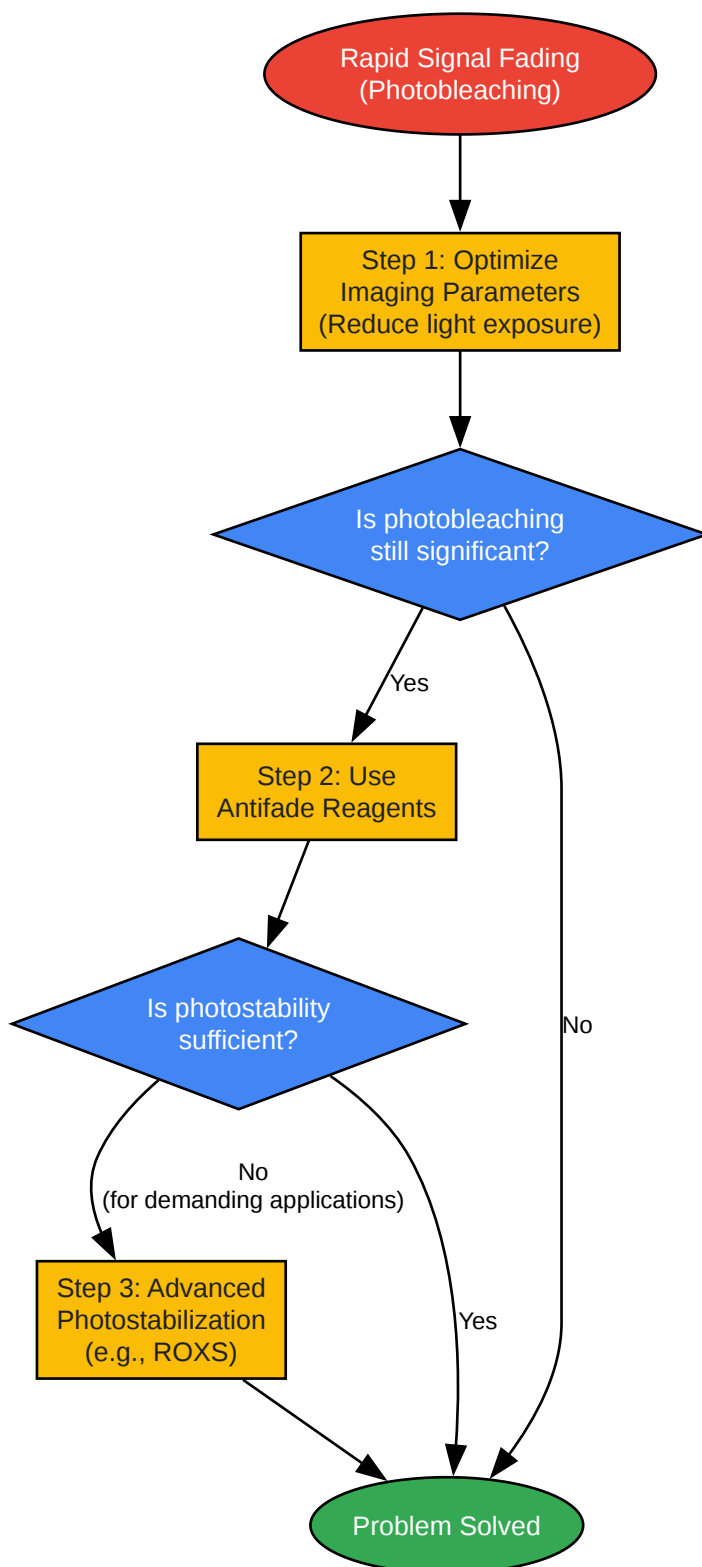 Rapid Signal Fading
(Photobleaching)
Step 1: Optimize
Imaging Parameters
(Reduce light exposure)
Is photobleaching
still significant?
Yes
Step 2: Use
Antifade Reagents
Is photostability
sufficient?
No
No
(for demanding applications)
Step 3: Advanced
Photostabilization
(e.g., ROXS)
Yes
Problem Solved